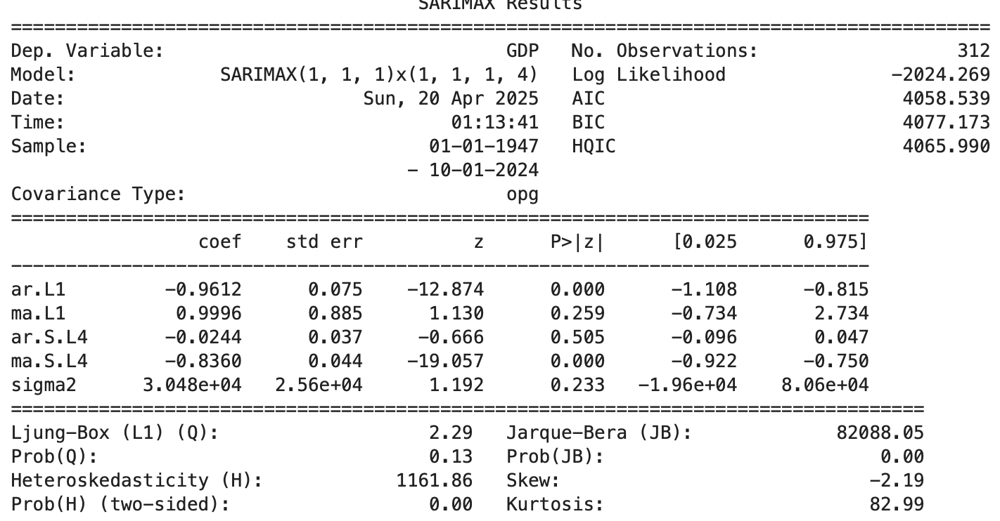 SARIMAX Results
==========================================================================================
Dep. Variable: GDP No. Observations: 312
Model: SARIMAX(1, 1, 1)x(1, 1, 1, 4) Log Likelihood -2024.269
Date: Sun, 20 Apr 2025 AIC 4058.539
Time: 01:13:41 BIC 4077.173
Sample: 01-01-1947 HQIC 4065.990
- 10-01-2024
Covariance Type: opg
==============================================================================
coef std err z P>|z| [0.025 0.975]
------------------------------------------------------------------------------
ar.L1 -0.9612 0.075 -12.874 0.000 -1.108 -0.815
ma.L1 0.9996 0.885 1.130 0.259 -0.734 2.734
ar.S.L4 -0.0244 0.037 -0.666 0.505 -0.096 0.047
ma.S.L4 -0.8360 0.044 -19.057 0.000 -0.922 -0.750
sigma2 3.048e+04 2.56e+04 1.192 0.233 -1.96e+04 8.06e+04
===================================================================================
Ljung-Box (L1) (Q): 2.29 Jarque-Bera (JB): 82088.05
Prob(Q): 0.13 Prob(JB): 0.00
Heteroskedasticity (H): 1161.86 Skew: -2.19
Prob(H) (two-sided): 0.00 Kurtosis: 82.99